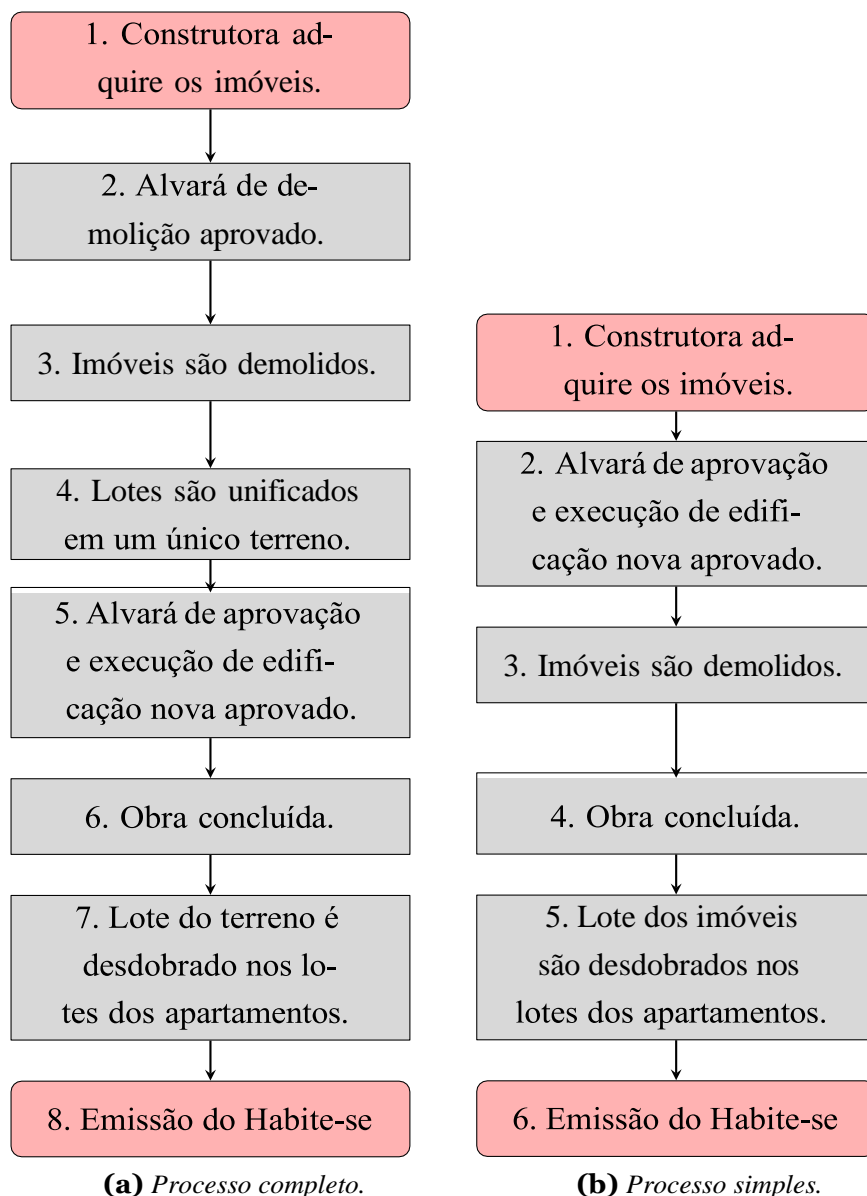 1. Construtora ad-
quire os imóveis.
2. Alvará de de-
molição aprovado.
3. Imóveis são demolidos.
4. Lotes são unificados
em um único terreno.
5. Alvará de aprovação
e execução de edifi-
cação nova aprovado.
6. Obra concluída.
7. Lote do terreno é
desdobrado nos lo-
tes dos apartamentos.
8. Emissão do Habite-se
(a) Processo completo.
1. Construtora ad-
quire os imóveis.
2. Alvará de aprovação
e execução de edifi-
cação nova aprovado.
3. Imóveis são demolidos.
4. Obra concluída.
5. Lote dos imóveis
são desdobrados nos
lotes dos apartamentos.
6. Emissão do Habite-se
(b) Processo simples.